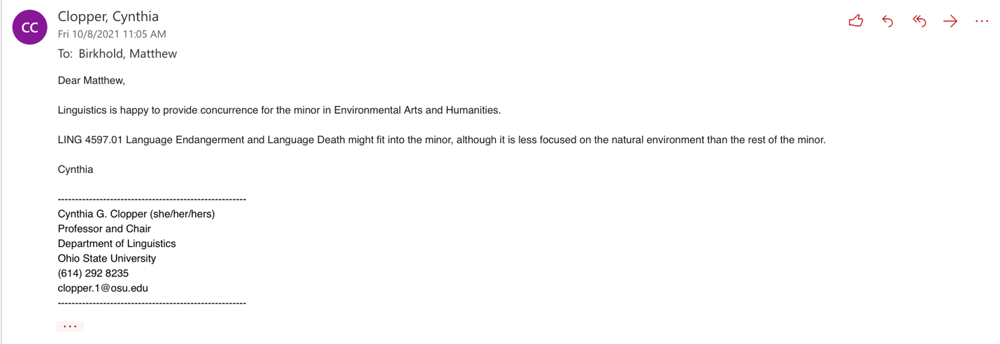 CC
Clopper, Cynthia
Fri 10/8/2021 11:05 AM
To: Birkhold, Matthew
Dear Matthew,
Linguistics is happy to provide concurrence for the minor in Environmental Arts and Humanities.
LING 4597.01 Language Endangerment and Language Death might fit into the minor, although it is less focused on the natural environment than the rest of the minor.
Cynthia
------------------------------------------------------
Cynthia G. Clopper (she/her/hers)
Professor and Chair
Department of Linguistics
Ohio State University
(614) 292 8235
clopper.1@osu.edu
------------------------------------------------------